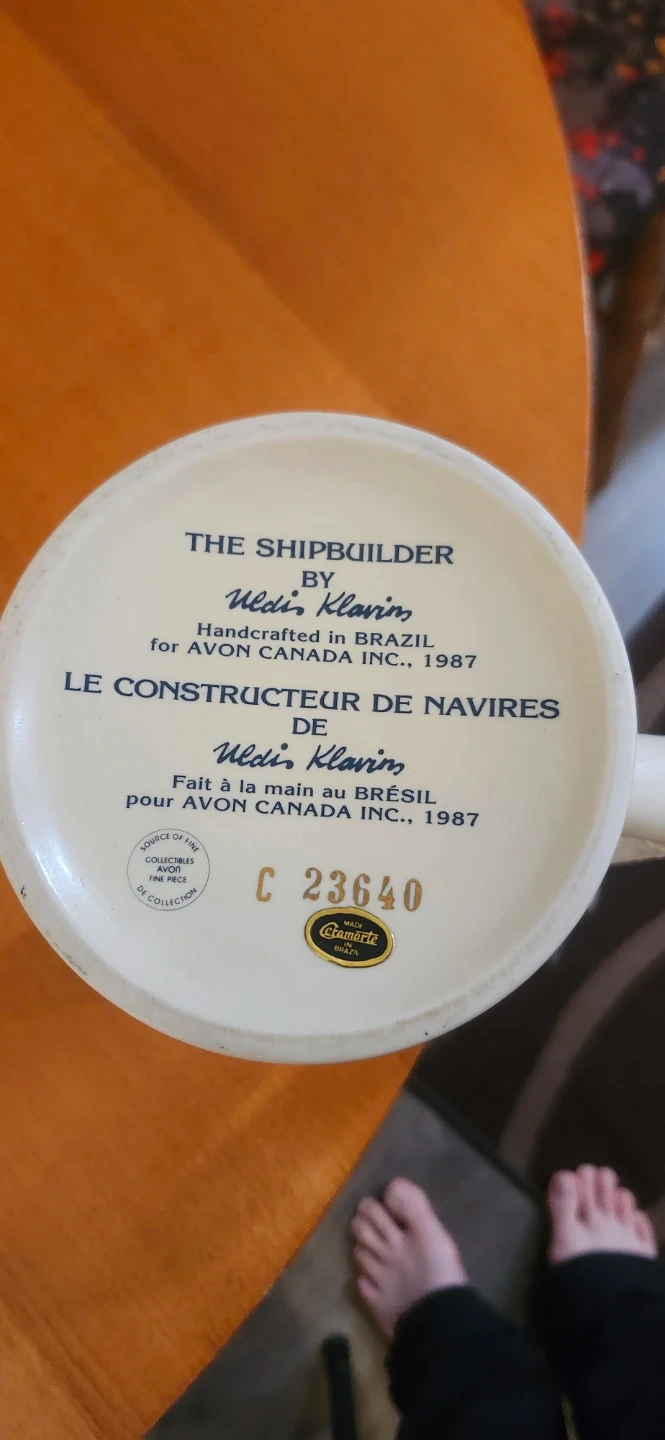 THE SHIPBUILDER
BY
Uldis Klavins
Handcrafted in BRAZIL
for AVON CANADA INC., 1987
LE CONSTRUCTEUR DE NAVIRES
DE
Uldis Klavins
Fait à la main au BRÉSIL
pour AVON CANADA INC., 1987
SOURCE OF FINE
COLLECTIBLES
AVON
FINE PIECE
DE COLLECTION
C 23640
MADE
Ceramarte
IN
BRAZIL